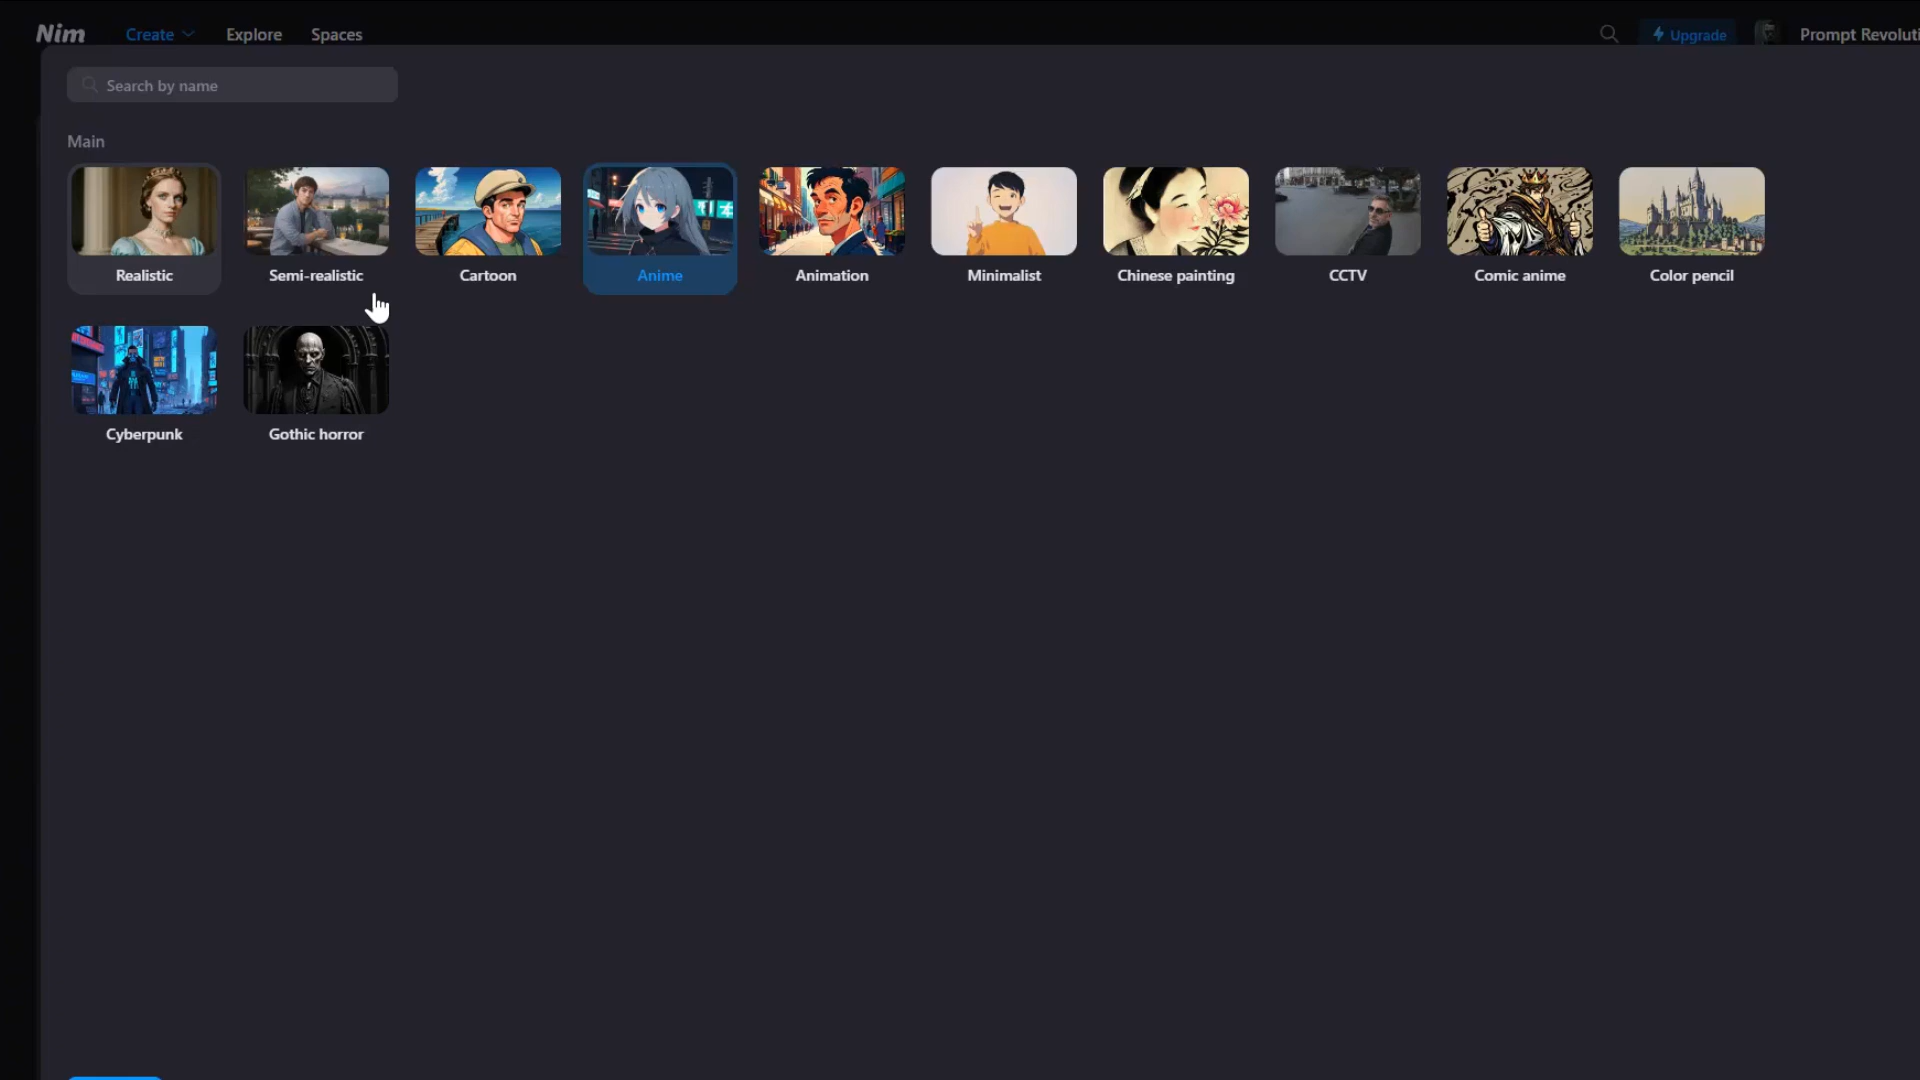 Nim Create Explore Spaces Upgrade Prompt Revoluti
Search by name
Main
Realistic Semi-realistic Cartoon Anime Animation Minimalist Chinese painting CCTV Comic anime Color pencil
Cyberpunk Gothic horror